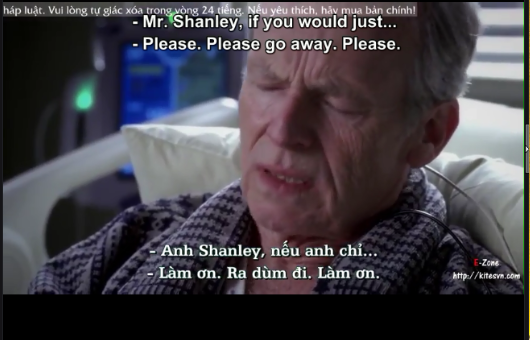 háp luật. Vui lòng tự giác xóa trong vòng 24 tiếng. Nếu yêu thích, hãy mua bản chính!
- Mr. Shanley, if you would just...
- Please. Please go away. Please.
- Anh Shanley, nếu anh chỉ...
- Làm ơn. Ra dùm đi. Làm ơn.
E-Zone
http://kitesvn.com